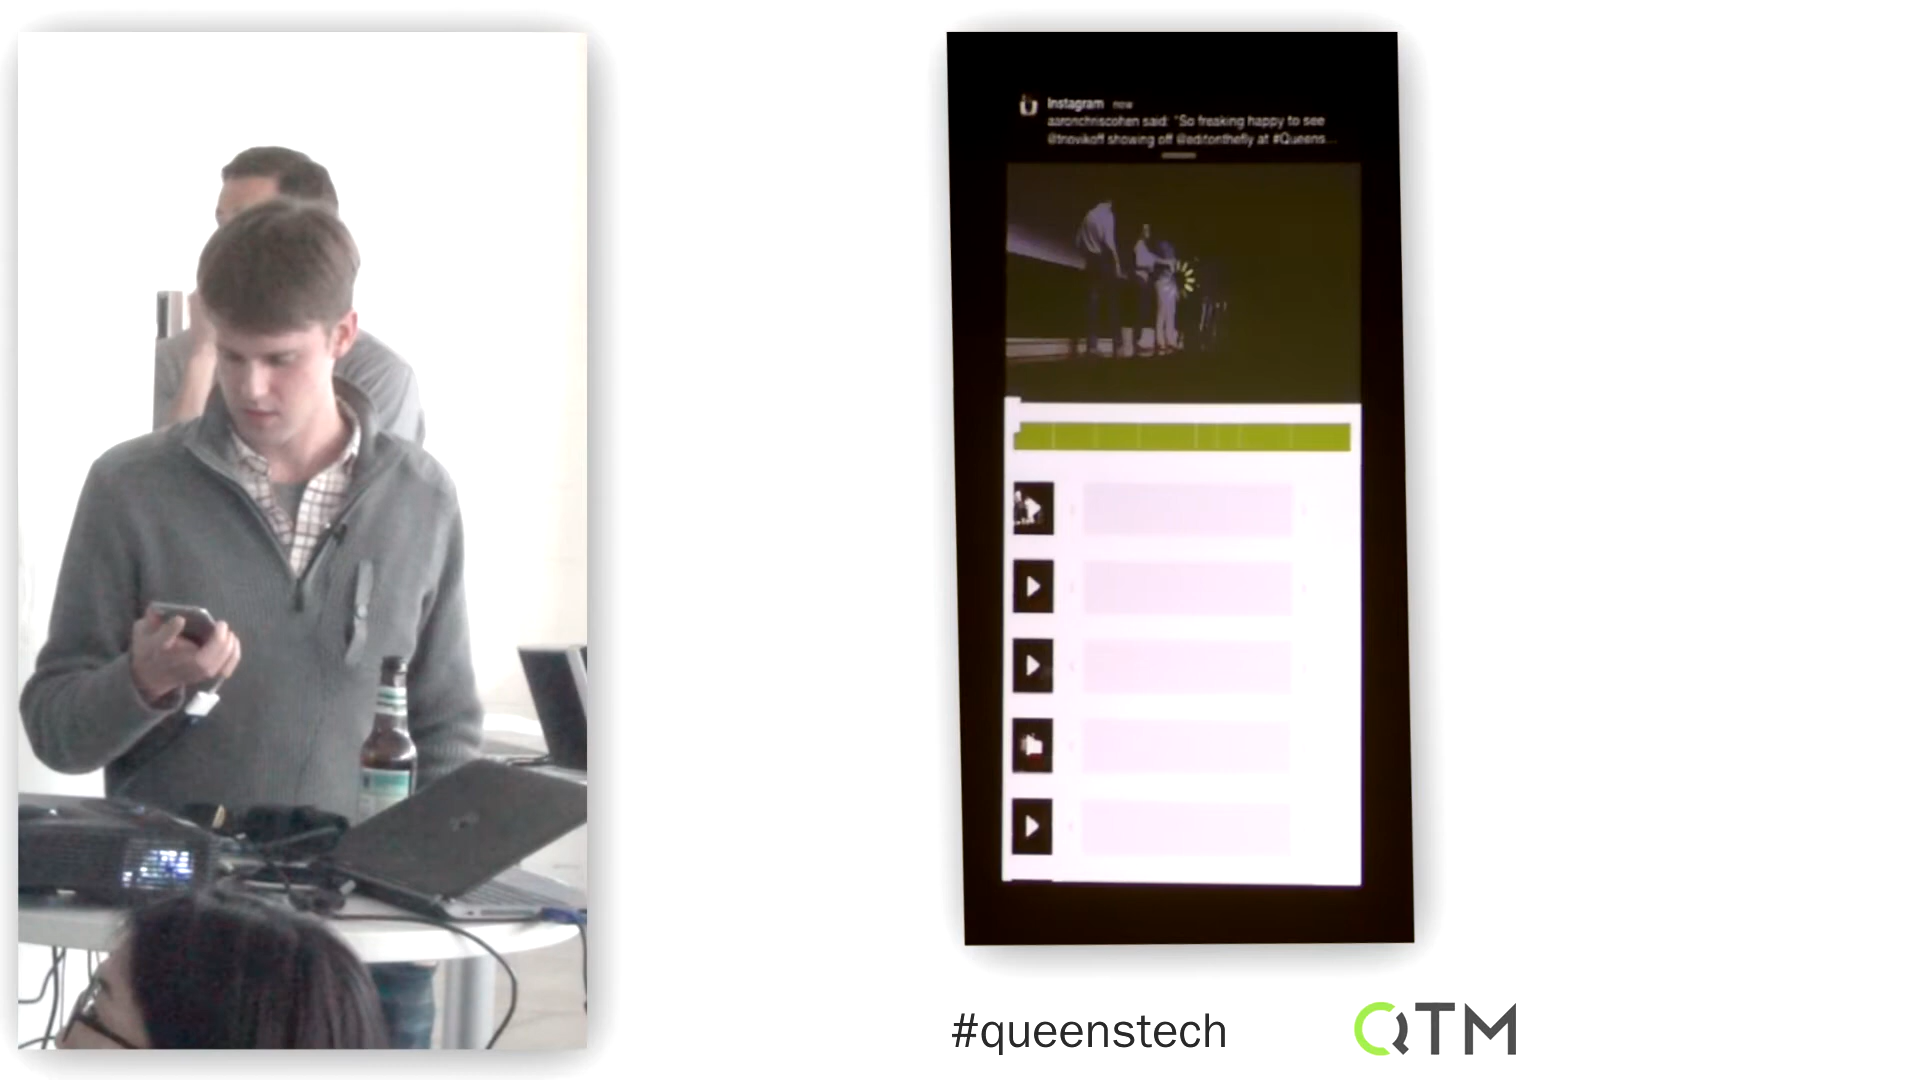 Instagram now
aaronchriscohen said: "So freaking happy to see
@tnovikoff showing off @editonthefly at #Queens...
#queenstech
QTM